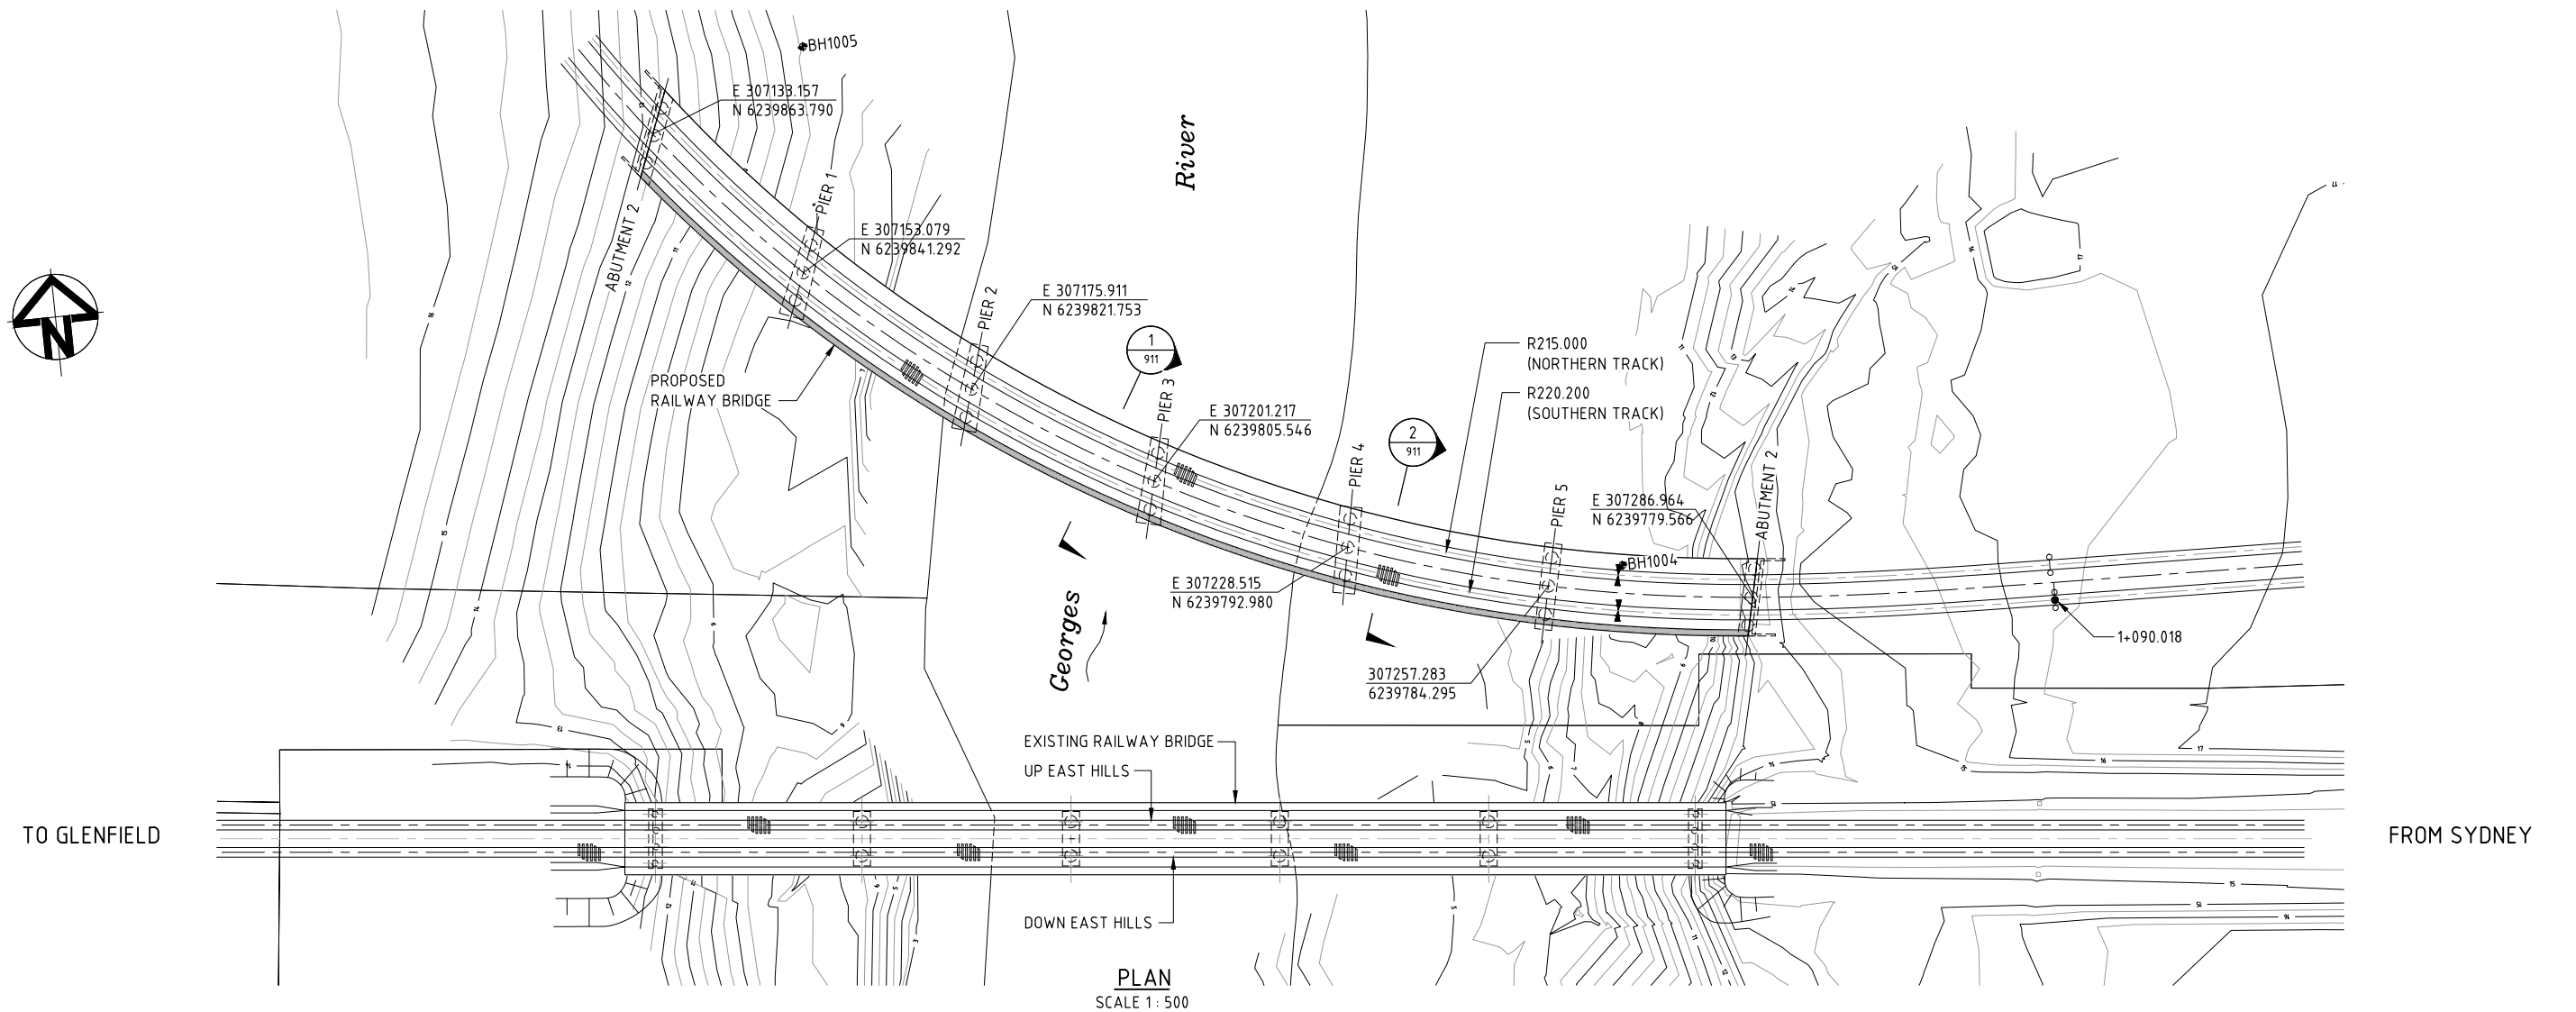 BH1005
E 307133.157
N 6239863.790
River
PIER 1
ABUTMENT 2
E 307153.079
N 6239841.292
N
PIER 2
E 307175.911
N 6239821.753
1
911
PROPOSED
RAILWAY BRIDGE
PIER 3
E 307201.217
N 6239805.546
R215.000
(NORTHERN TRACK)
R220.200
(SOUTHERN TRACK)
2
911
PIER 4
PIER 5
ABUTMENT 2
E 307286.964
N 6239779.566
BH1004
E 307228.515
N 6239792.980
Georges
1+090.018
307257.283
6239784.295
EXISTING RAILWAY BRIDGE
UP EAST HILLS
TO GLENFIELD
FROM SYDNEY
DOWN EAST HILLS
PLAN
SCALE 1 : 500